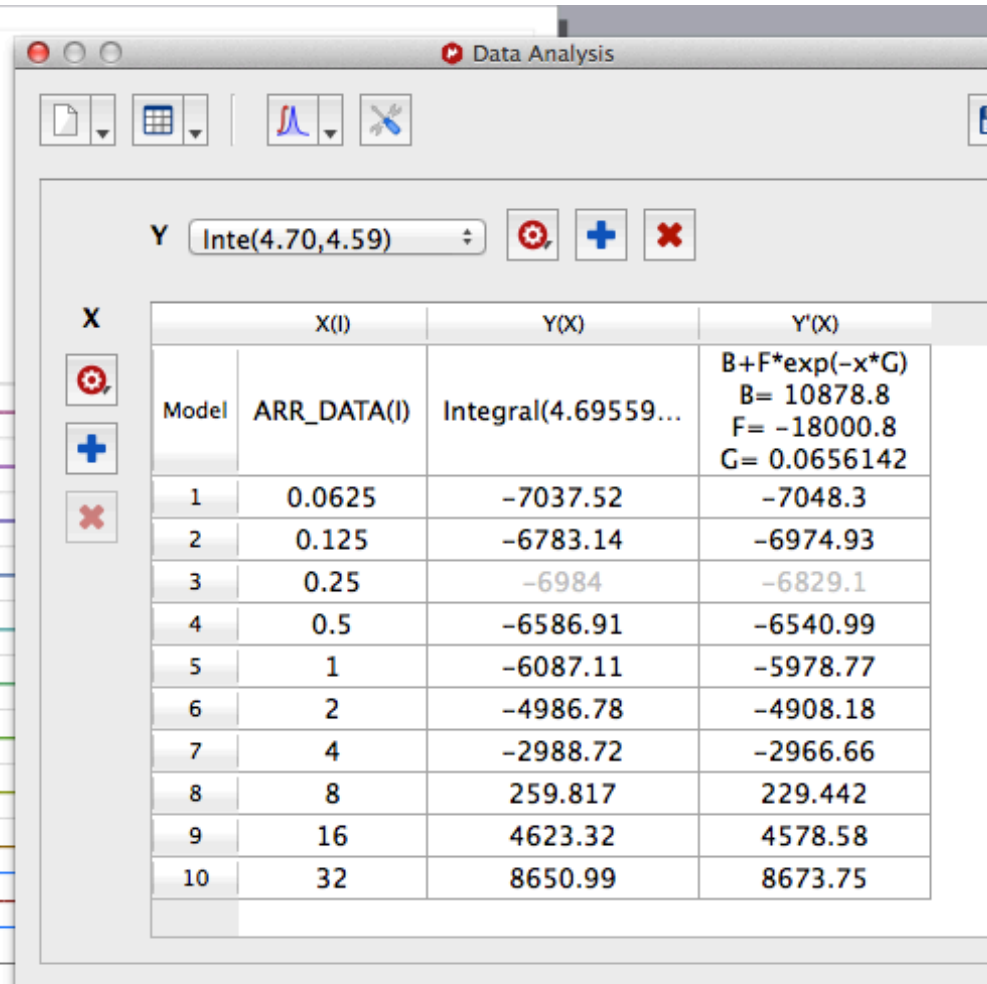 Data Analysis
Y Inte(4.70,4.59)
X
X(I) Y(X) Y'(X)
Model ARR_DATA(I) Integral(4.69559... B+F*exp(-x*G)
B= 10878.8
F= -18000.8
G= 0.0656142
1 0.0625 -7037.52 -7048.3
2 0.125 -6783.14 -6974.93
3 0.25 -6984 -6829.1
4 0.5 -6586.91 -6540.99
5 1 -6087.11 -5978.77
6 2 -4986.78 -4908.18
7 4 -2988.72 -2966.66
8 8 259.817 229.442
9 16 4623.32 4578.58
10 32 8650.99 8673.75